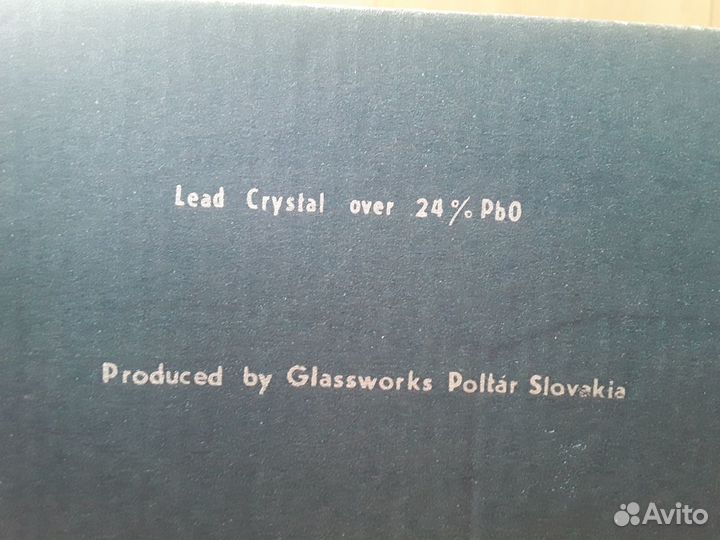 Lead Crystal over 24% PbO
Produced by Glassworks Poltár Slovakia
Avito